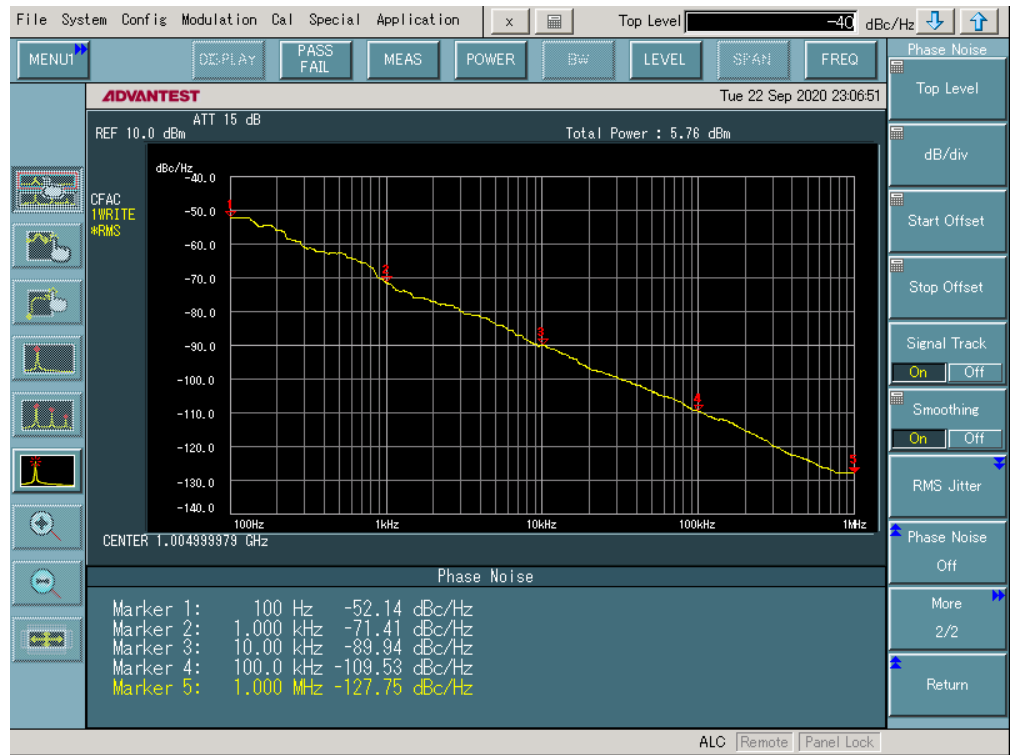 File System Config Modulation Cal Special Application x Top Level -40 dBc/Hz
MENU1 DISPLAY PASS FAIL MEAS POWER BW LEVEL SPAN FREQ
Phase Noise
ADVANTEST Tue 22 Sep 2020 23:06:51
Top Level
ATT 15 dB
REF 10.0 dBm Total Power : 5.76 dBm
dB/div
dBc/Hz
-40.0
CFAC
1WRITE
*RMS
1
-50.0
Start Offset
-60.0
2
-70.0
Stop Offset
-80.0
3
-90.0
Signal Track
On Off
-100.0
4
-110.0
Smoothing
On Off
-120.0
5
-130.0
RMS Jitter
-140.0
100Hz 1kHz 10kHz 100kHz 1MHz
CENTER 1.004999979 GHz
Phase Noise
Off
Phase Noise
Marker 1: 100 Hz -52.14 dBc/Hz
Marker 2: 1.000 kHz -71.41 dBc/Hz
Marker 3: 10.00 kHz -89.94 dBc/Hz
Marker 4: 100.0 kHz -109.53 dBc/Hz
Marker 5: 1.000 MHz -127.75 dBc/Hz
More
2/2
Return
ALC Remote Panel Lock